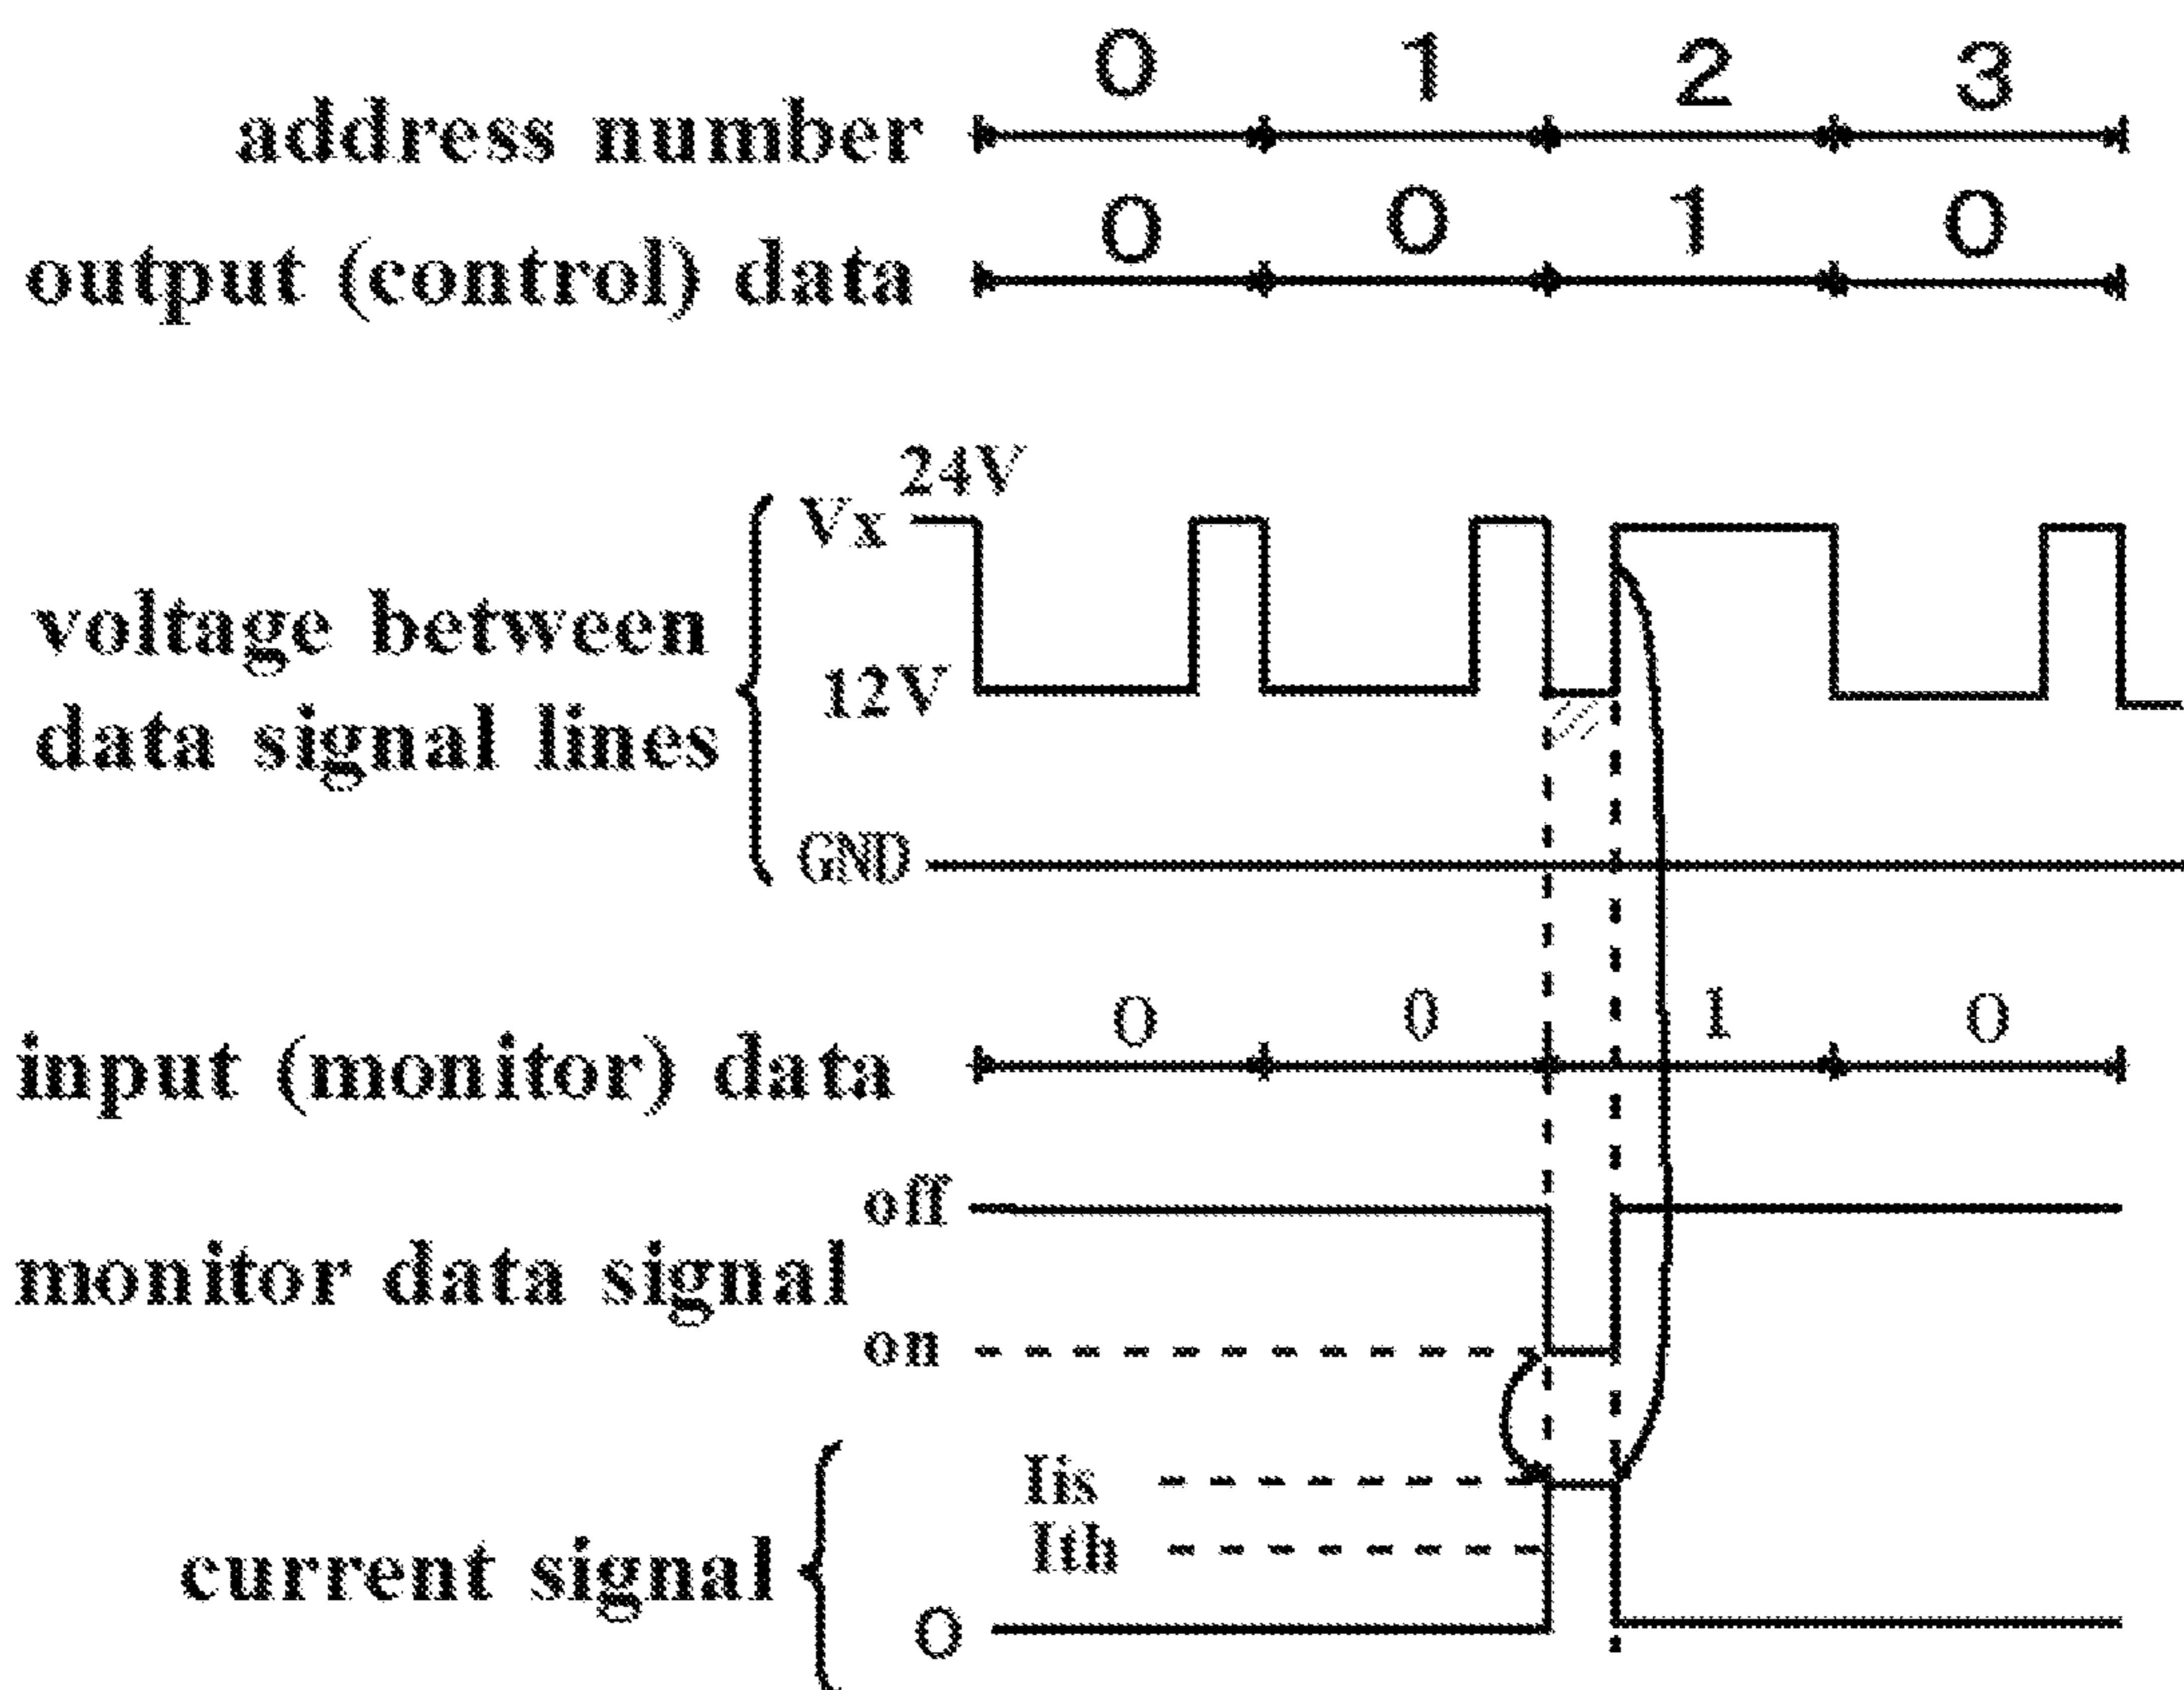 0 1 2 3
address number
0 0 1 0
output (control) data
24V
Vx
voltage between
12V
data signal lines
GND
0 0 1 0
input (monitor) data
off
monitor data signal
on
Iis
Ith
current signal
0